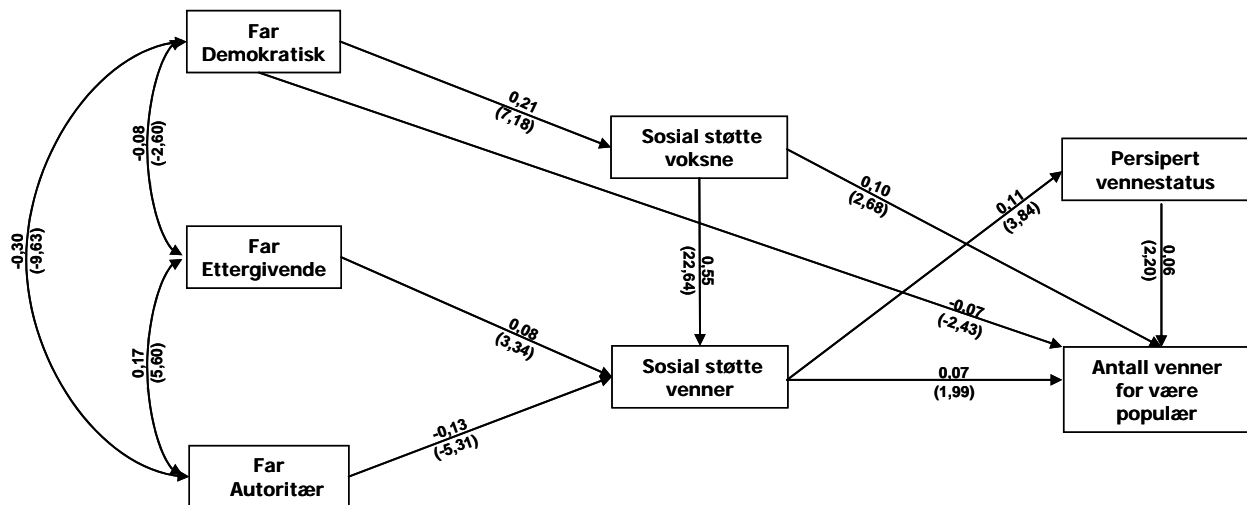 Far
Demokratisk
0,21
(7,18)
-0,08
(-2,60)
Sosial støtte
voksne
Persipert
vennestatus
0,10
(2,68)
0,11
(3,84)
-0,30
(-9,63)
Far
Ettergivende
0,55
(22,64)
0,06
(2,20)
-0,07
(-2,43)
0,08
(3,34)
0,17
(5,60)
Sosial støtte
venner
0,07
(1,99)
Antall venner
for være
populær
-0,13
(-5,31)
Far
Autoritær